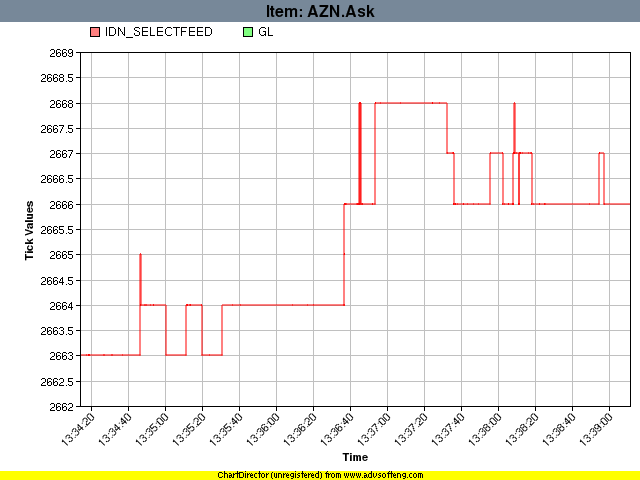 Item: AZN.Ask
IDN_SELECTFEED GL
2669
2668.5
2668
2667.5
2667
2666.5
2666
2665.5
2665
2664.5
2664
2663.5
2663
2662.5
2662
Tick Values
13:34:20 13:34:40 13:35:00 13:35:20 13:35:40 13:36:00 13:36:20 13:36:40 13:37:00 13:37:20 13:37:40 13:38:00 13:38:20 13:38:40 13:39:00
Time
ChartDirector (unregistered) from www.advsofteng.com